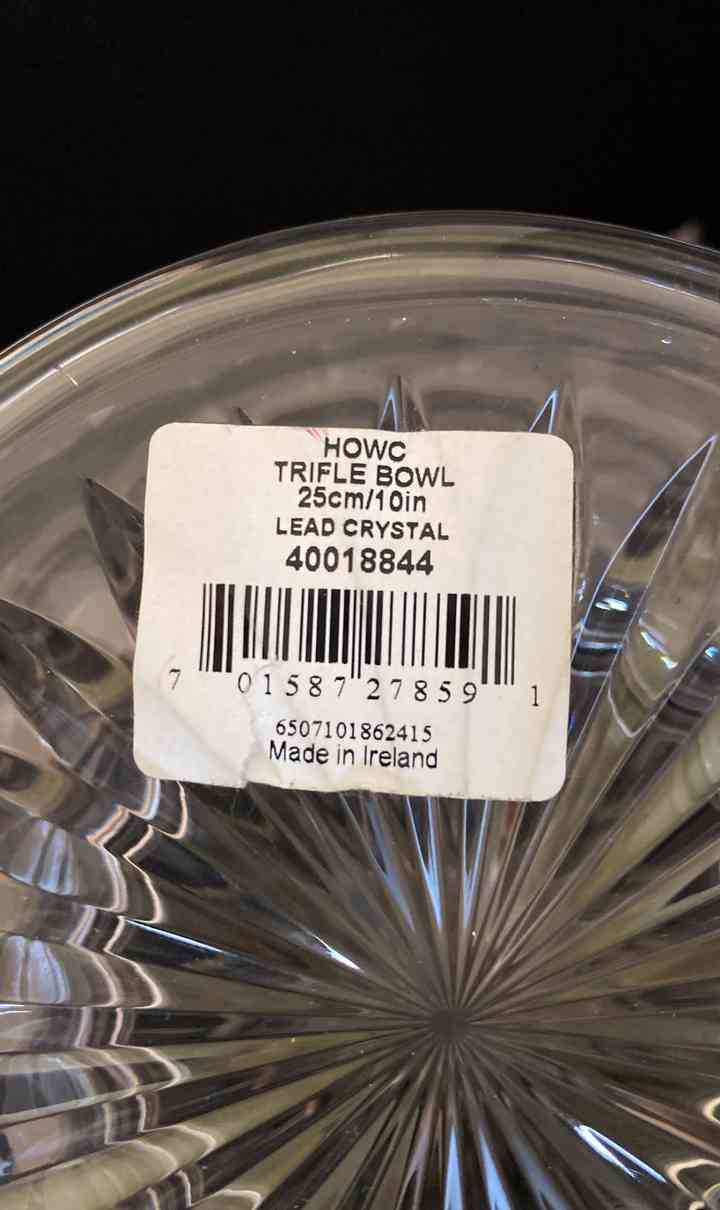 HOWC
TRIFLE BOWL
25cm/10in
LEAD CRYSTAL
40018844
7 01587 27859 1
6507101862415
Made in Ireland